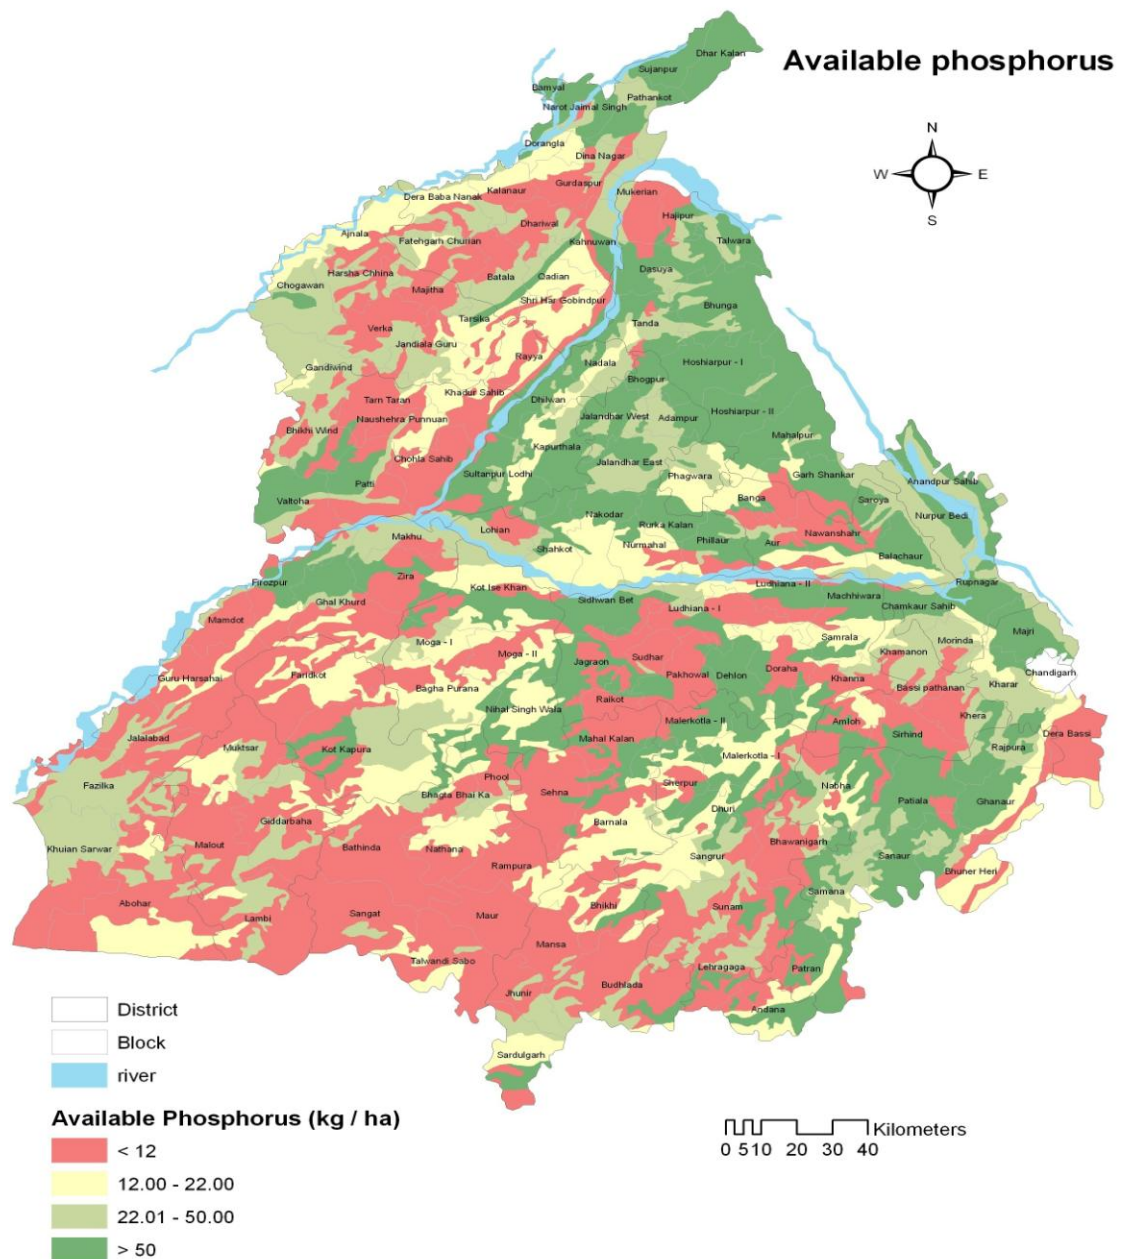 Available phosphorus
N
W E
S
Dhar Kalan
Sujanpur
Bamyal
Pathankot
Narot Jaimal Singh
Dorangla
Dina Nagar
Gurdaspur
Mukerian
Kalanaur
Dera Baba Nanak
Hajipur
Dhariwal
Ajnala
Fatehgarh Churian
Kahnuwan
Talwara
Harsha Chhina
Batala
Qadian
Dasuya
Chogawan
Majitha
Shri Har Gobindpur
Bhunga
Tarsika
Verka
Tanda
Jandiala Guru
Rayya
Nadala
Hoshiarpur - I
Gandiwind
Bhogpur
Khadur Sahib
Tarn Taran
Dhilwan
Naushehra Pannuan
Jalandhar West
Adampur
Hoshiarpur - II
Bhikhi Wind
Mahalpur
Kapurthala
Chohla Sahib
Jalandhar East
Sultanpur Lodhi
Phagwara
Garh Shankar
Patti
Anandpur Sahib
Valtoha
Banga
Saroya
Nakodar
Nurpur Bedi
Lohian
Rurka Kalan
Makhu
Phillaur
Nawanshahr
Shahkot
Nurmahal
Aur
Balachaur
Zira
Firozpur
Kot Ise Khan
Ludhiana - II
Rupnagar
Ghal Khurd
Sidhwan Bet
Machhiwara
Mamdot
Ludhiana - I
Chamkaur Sahib
Moga - I
Samrala
Morinda
Majri
Moga - II
Sudhar
Khamanon
Jagraon
Doraha
Chandigarh
Guru Harsahai
Faridkot
Pakhowal
Dehlon
Khanna
Bassi pathanan
Kharar
Bagha Purana
Raikot
Nihal Singh Wala
Malerkotla - II
Amloh
Khera
Jalalabad
Mahal Kalan
Sirhind
Dera Bassi
Muktsar
Kot Kapura
Malerkotla - I
Rajpura
Phool
Sherpur
Nabha
Fazilka
Bhagta Bhai Ka
Sehna
Patiala
Ghanaur
Giddarbaha
Barnala
Dhuri
Khuian Sarwar
Malout
Bathinda
Nathana
Bhawanigarh
Sangrur
Sanaur
Rampura
Bhuner Heri
Abohar
Samana
Lambi
Sangat
Maur
Bhikhi
Sunam
Mansa
Talwandi Sabo
Lehragaga
Patran
Jhunir
Budhlada
Andana
Sardulgarh
District
Block
river
Available Phosphorus (kg / ha)
< 12
12.00 - 22.00
22.01 - 50.00
> 50
Kilometers
0 5 10 20 30 40